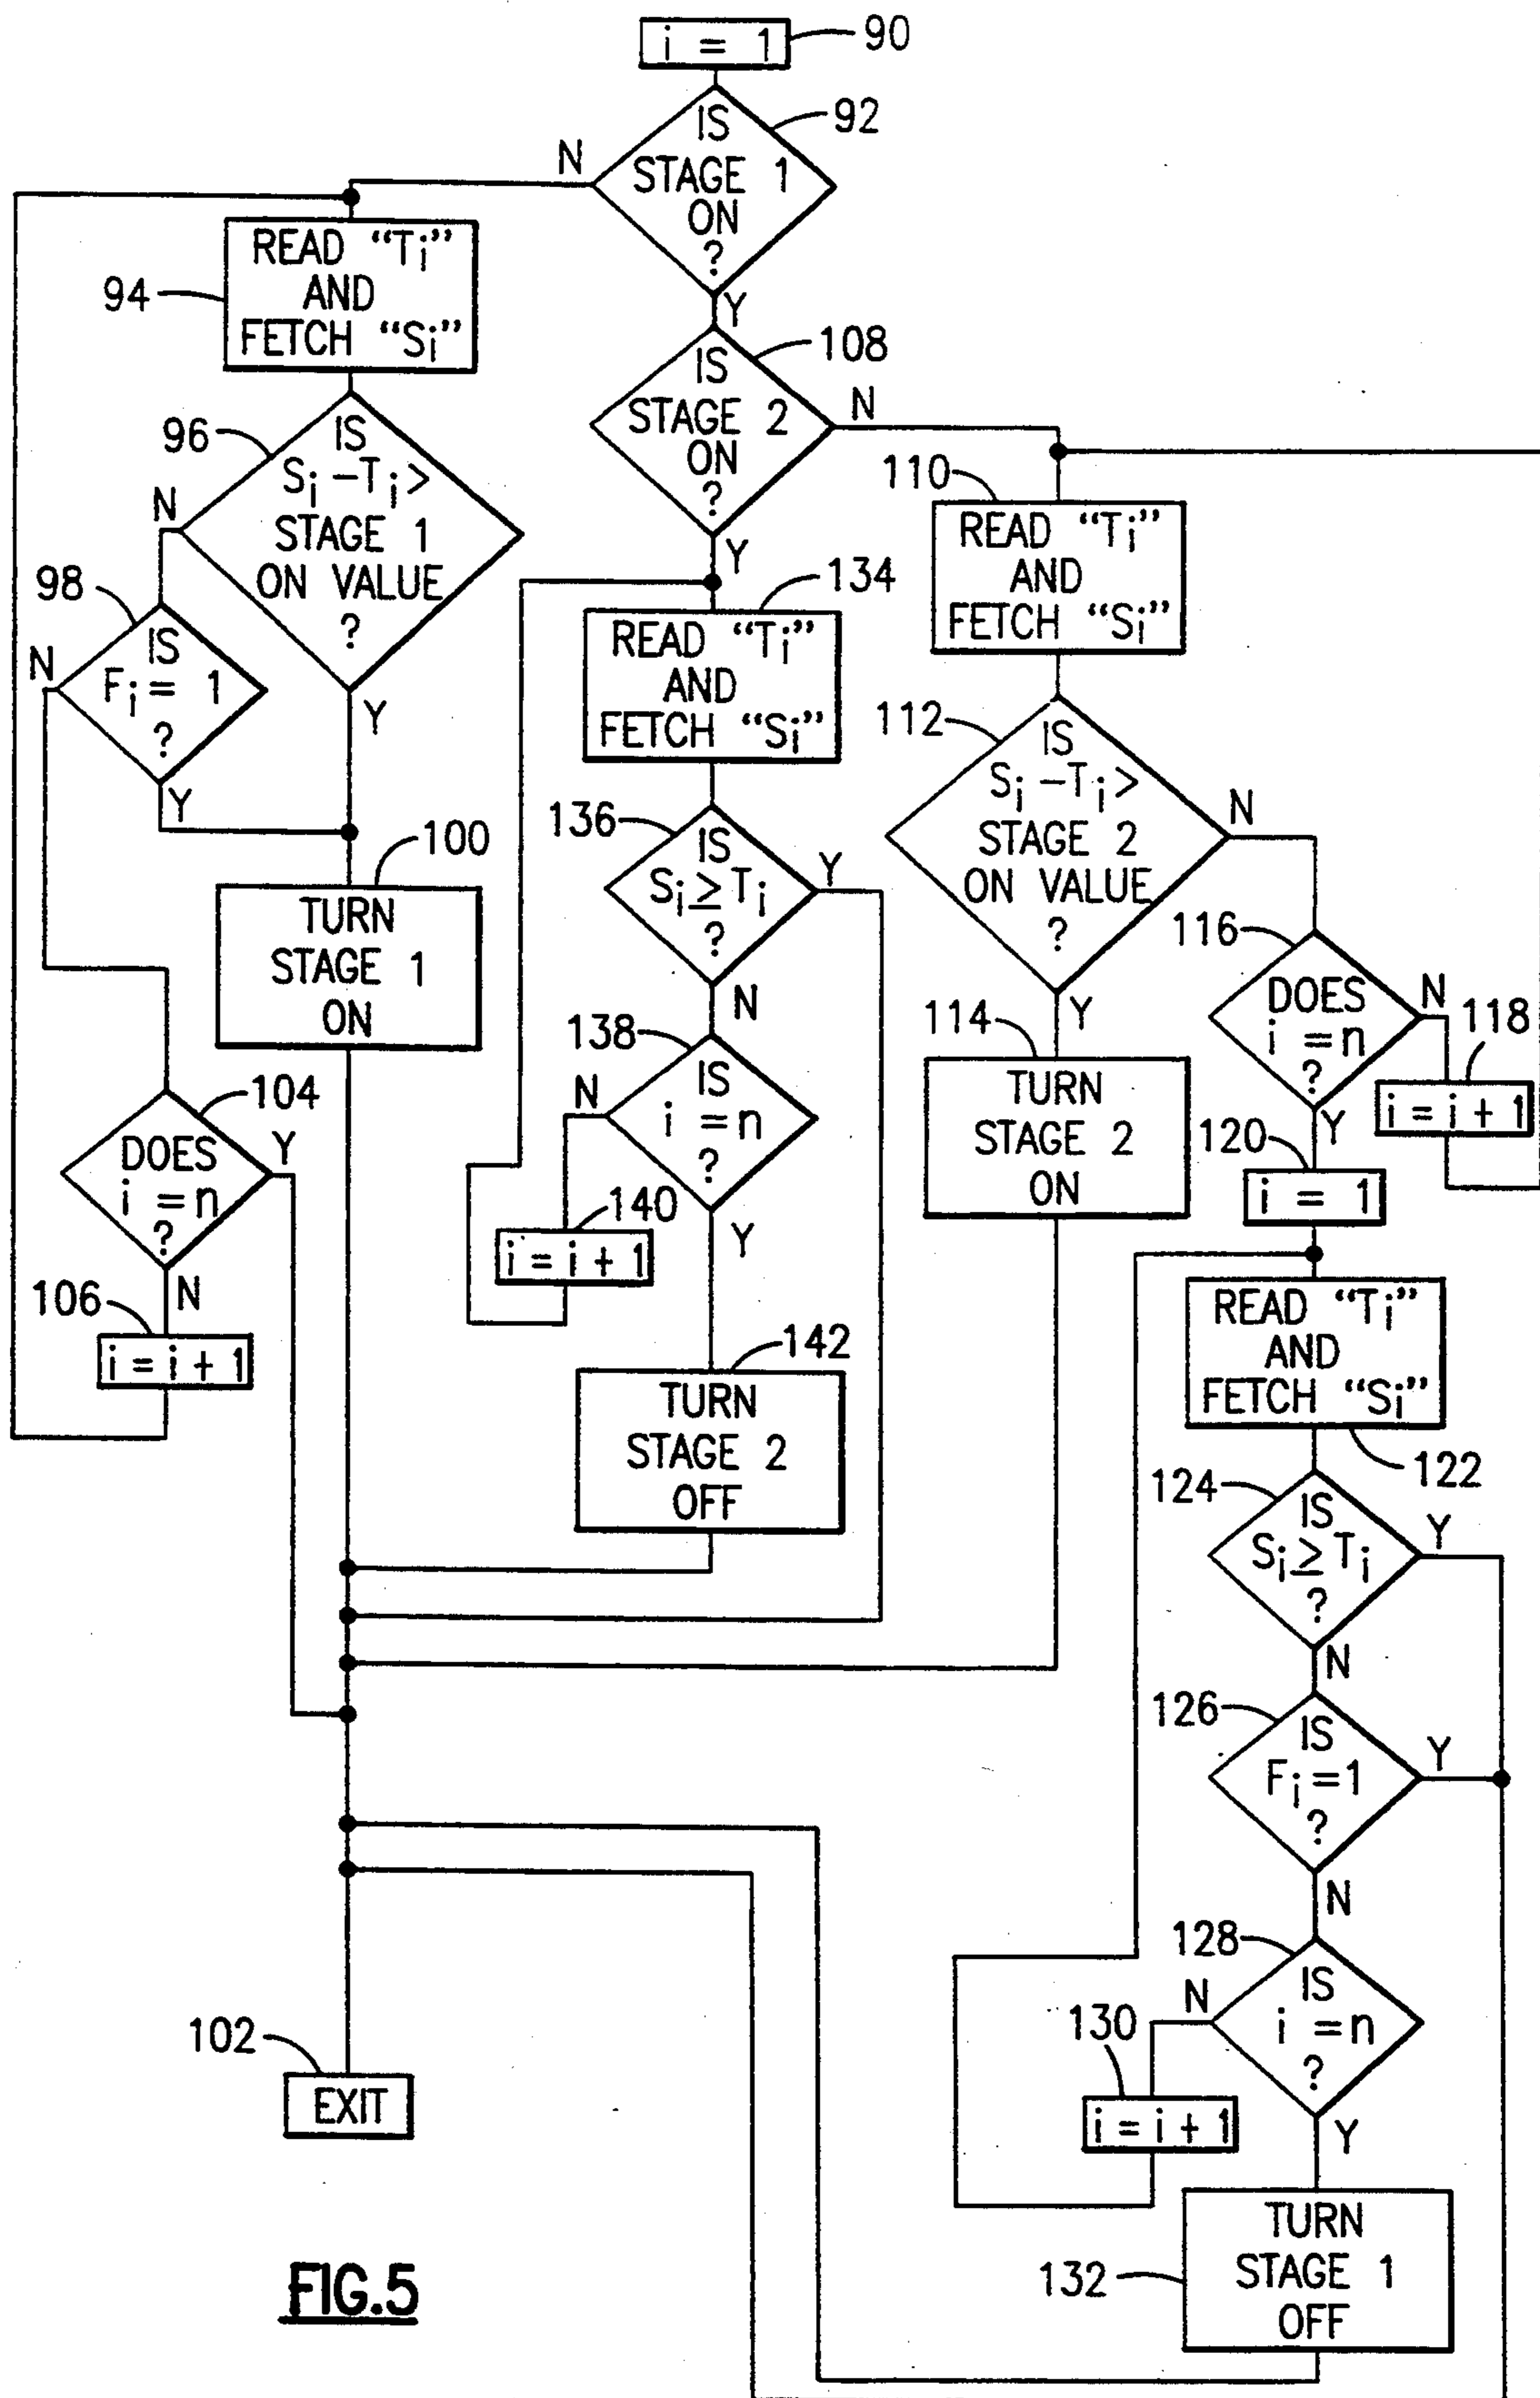 i = 1
90
IS
STAGE 1
ON
?
92
N
Y
READ “Ti”
AND
FETCH “Si”
94
IS
STAGE 2
ON
?
108
N
Y
IS
Si –Ti >
STAGE 1
ON VALUE
?
96
N
Y
IS
Fi = 1
?
98
N
Y
TURN
STAGE 1
ON
100
DOES
i = n
?
104
Y
N
i = i + 1
106
READ “Ti”
AND
FETCH “Si”
134
IS
Si ≥ Ti
?
136
Y
N
IS
i = n
?
138
N
Y
i = i + 1
140
TURN
STAGE 2
OFF
142
READ “Ti”
AND
FETCH “Si”
110
IS
Si –Ti >
STAGE 2
ON VALUE
?
112
N
Y
TURN
STAGE 2
ON
114
DOES
i = n
?
116
N
Y
i = i + 1
118
i = 1
120
READ “Ti”
AND
FETCH “Si”
122
IS
Si ≥ Ti
?
124
Y
N
IS
Fi = 1
?
126
Y
N
IS
i = n
?
128
N
Y
i = i + 1
130
TURN
STAGE 1
OFF
132
EXIT
102
FIG.5